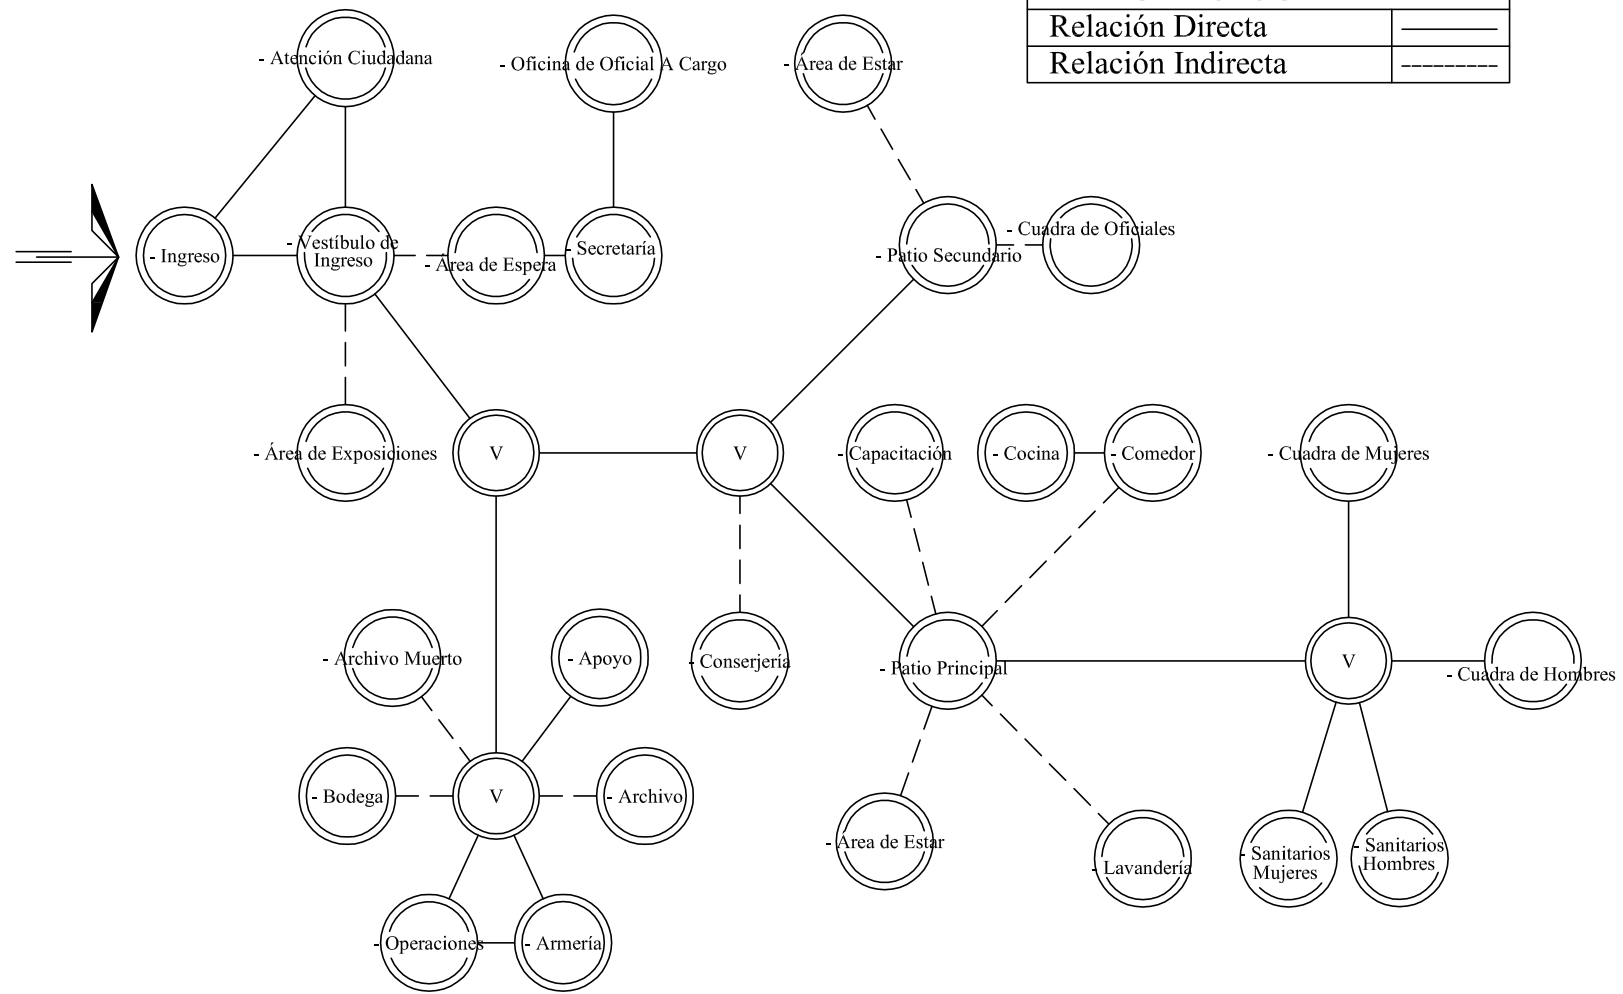 Relación Directa
Relación Indirecta
- Atención Ciudadana
- Oficina de Oficial A Cargo
- Area de Estar
- Ingreso
- Vestíbulo de
Ingreso
- Área de Espera
- Secretaría
- Patio Secundario
- Cuadra de Oficiales
- Área de Exposiciones
V
V
- Capacitación
- Cocina
- Comedor
- Cuadra de Mujeres
- Archivo Muerto
- Apoyo
- Conserjería
- Patio Principal
V
- Cuadra de Hombres
- Bodega
V
- Archivo
- Area de Estar
- Lavandería
- Sanitarios
Mujeres
- Sanitarios
Hombres
- Operaciones
- Armería